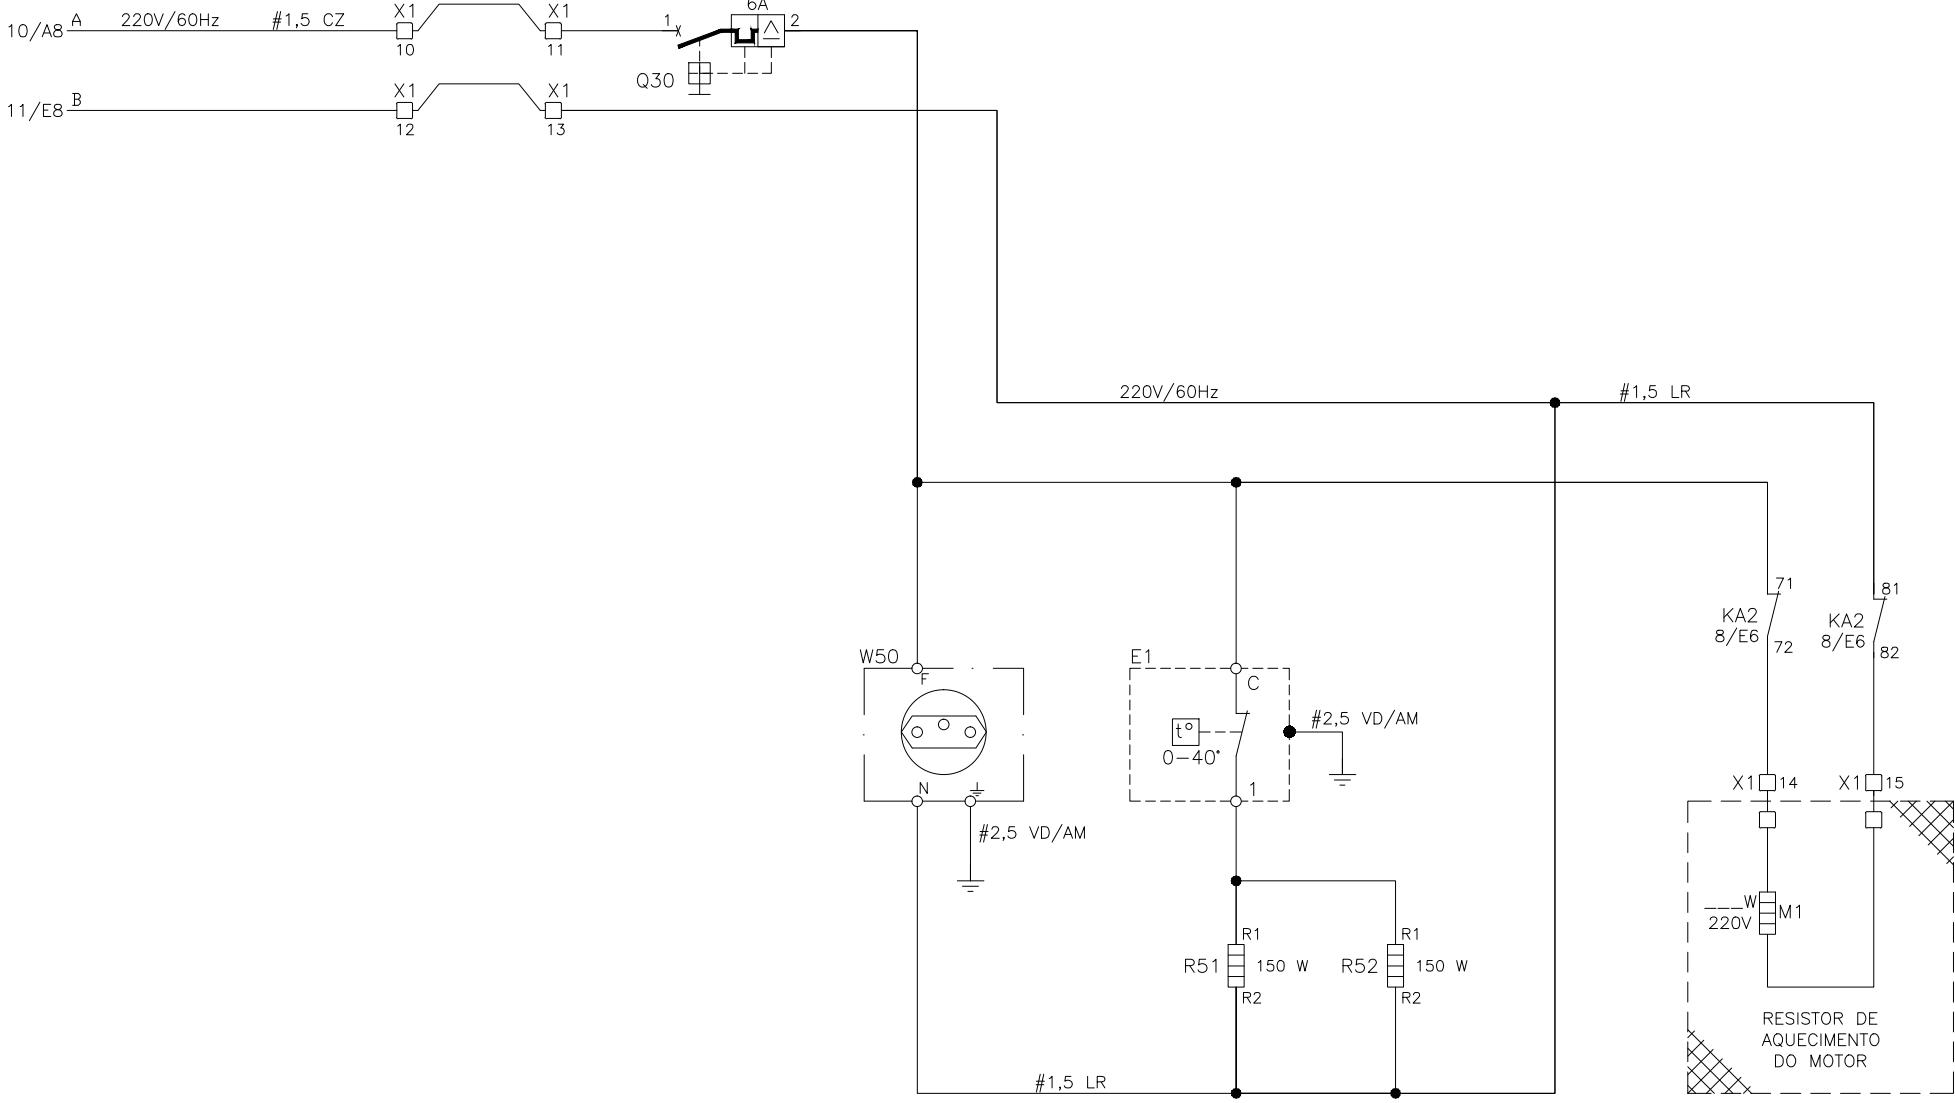 X1
X1
6A
10/A8
A
220V/60Hz
#1,5 CZ
10
11
1
2
Q30
11/E8
B
X1
X1
12
13
220V/60Hz
#1,5 LR
71
81
KA2
8/E6
72
KA2
8/E6
82
W50
F
E1
C
t°
0-40°
#2,5 VD/AM
N
1
X1
14
X1
15
#2,5 VD/AM
___W
220V
M1
R1
R1
R51
150 W
R52
150 W
R2
R2
RESISTOR DE
AQUECIMENTO
DO MOTOR
#1,5 LR